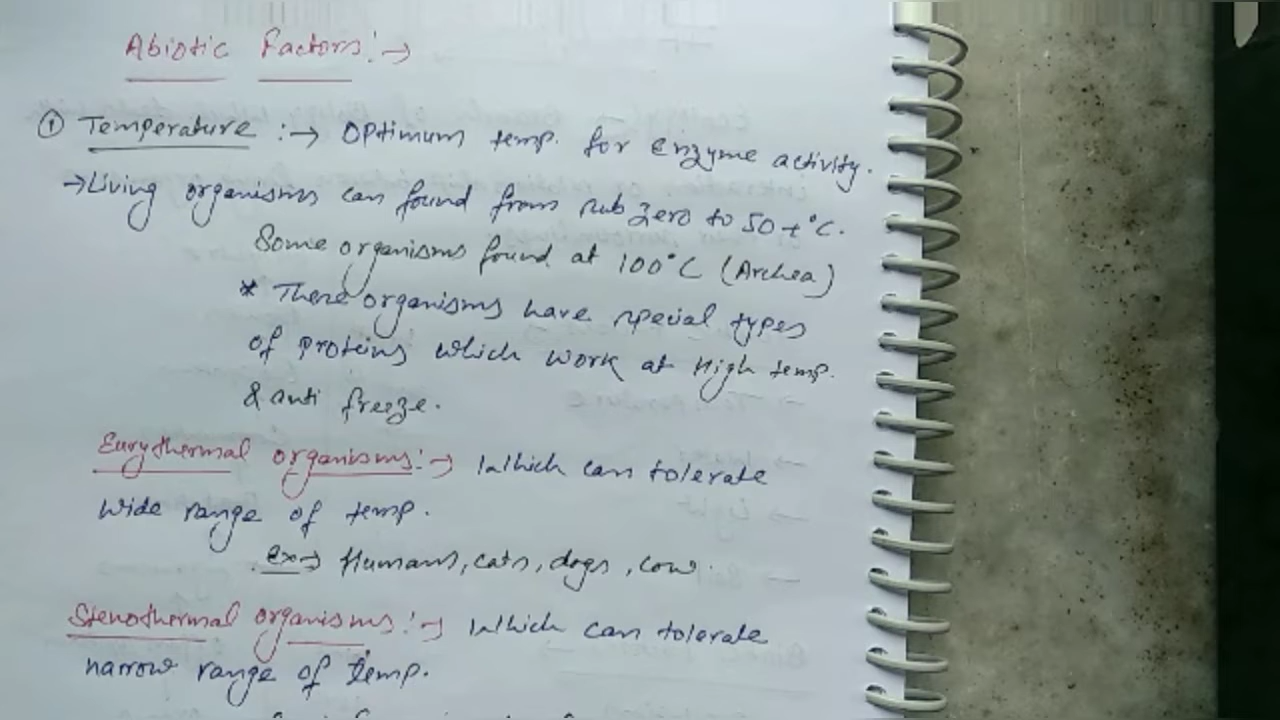 Abiotic Factors :→
① Temperature :→ Optimum temp. for enzyme activity.
→ Living organisms can found from sub zero to 50+°C.
Some organisms found at 100°C (Archea)
* These organisms have special types
of proteins which work at High temp.
& anti freeze.
Eurythermal organisms :→ Which can tolerate
wide range of temp.
ex→ Humans, cats, dogs, cow.
Stenothermal organisms :→ Which can tolerate
narrow range of temp.